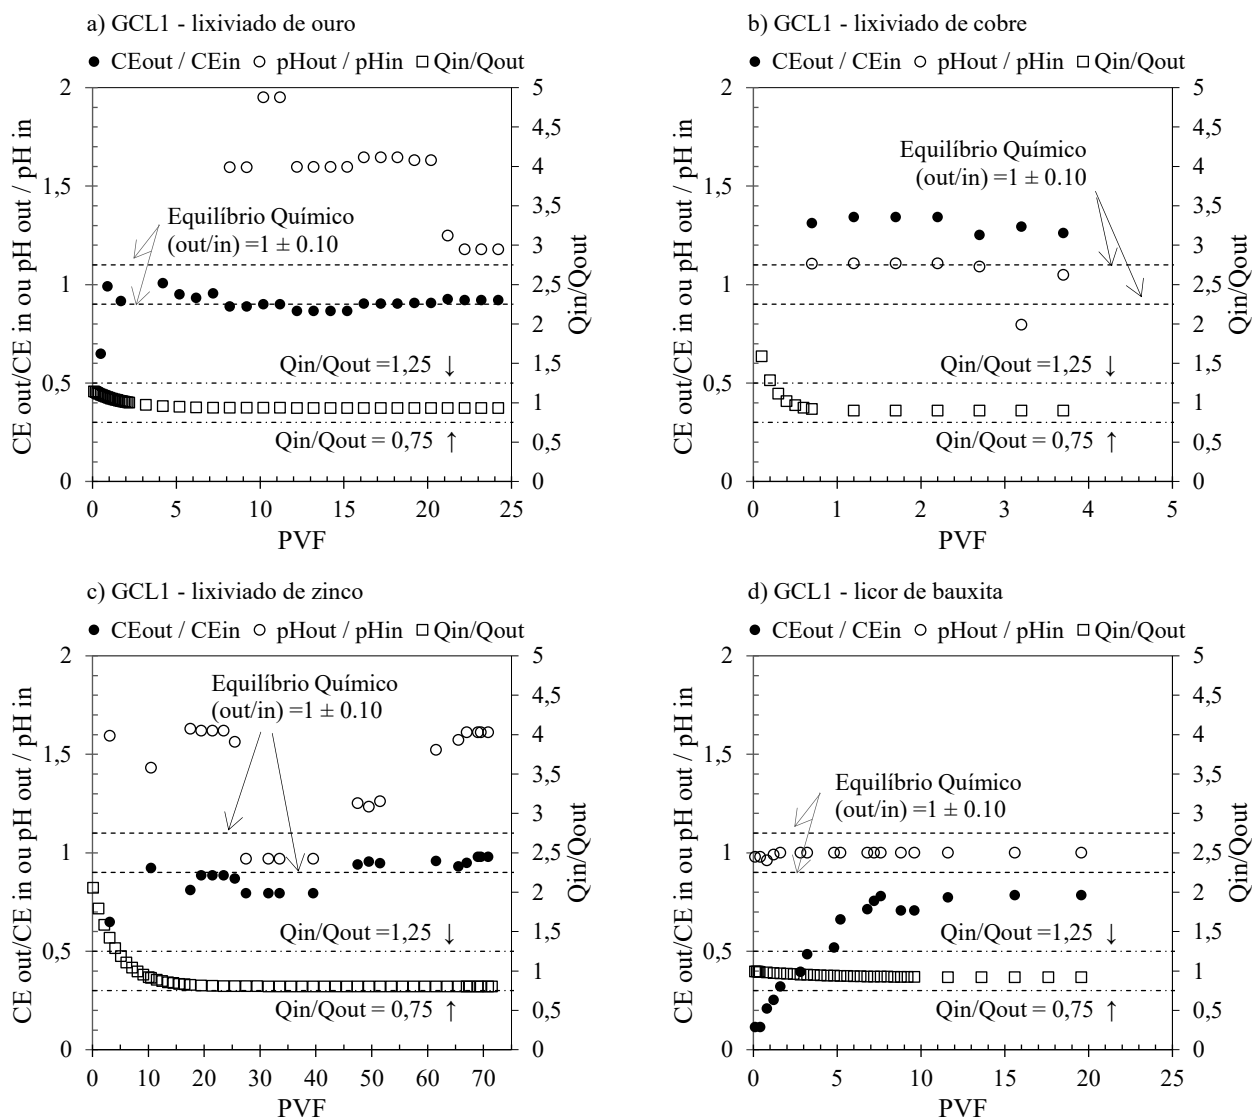 a) GCL1 - lixiviado de ouro
CEout / CEin pHout / pHin Qin/Qout
CE out/CE in ou pH out / pH in
2
1,5
1
0,5
0
5
4,5
4
3,5
3
2,5
2
1,5
1
0,5
0
Qin/Qout
Equilíbrio Químico
(out/in) =1 ± 0.10
Qin/Qout =1,25 ↓
Qin/Qout = 0,75 ↑
0 5 10 15 20 25
PVF
b) GCL1 - lixiviado de cobre
CEout / CEin pHout / pHin Qin/Qout
CE out/CE in ou pH out / pH in
2
1,5
1
0,5
0
5
4,5
4
3,5
3
2,5
2
1,5
1
0,5
0
Qin/Qout
Equilíbrio Químico
(out/in) =1 ± 0.10
Qin/Qout =1,25 ↓
Qin/Qout = 0,75 ↑
0 1 2 3 4 5
PVF
c) GCL1 - lixiviado de zinco
CEout / CEin pHout / pHin Qin/Qout
CE out/CE in ou pH out / pH in
2
1,5
1
0,5
0
5
4,5
4
3,5
3
2,5
2
1,5
1
0,5
0
Qin/Qout
Equilíbrio Químico
(out/in) =1 ± 0.10
Qin/Qout =1,25 ↓
Qin/Qout = 0,75 ↑
0 10 20 30 40 50 60 70
PVF
d) GCL1 - licor de bauxita
CEout / CEin pHout / pHin Qin/Qout
CE out/CE in ou pH out / pH in
2
1,5
1
0,5
0
5
4,5
4
3,5
3
2,5
2
1,5
1
0,5
0
Qin/Qout
Equilíbrio Químico
(out/in) =1 ± 0.10
Qin/Qout =1,25 ↓
Qin/Qout = 0,75 ↑
0 5 10 15 20 25
PVF